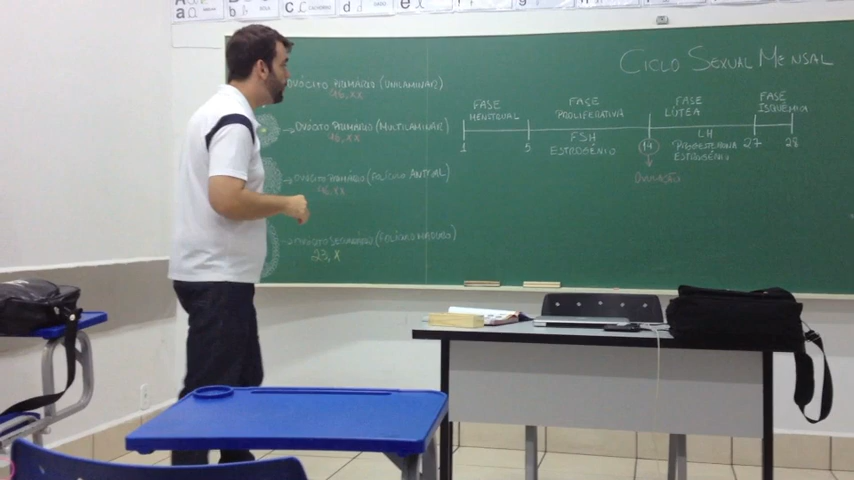 CICLO SEXUAL MENSAL
OVÓCITO PRIMÁRIO (UNILAMINAR)
46, XX
→ OVÓCITO PRIMÁRIO (MULTILAMINAR)
46, XX
→ OVÓCITO PRIMÁRIO (FOLÍCULO ANTRAL)
46, XX
→ OVÓCITO SECUNDÁRIO (FOLÍCULO MADURO)
23, X
FASE MENSTRUAL
FASE PROLIFERATIVA
FASE LÚTEA
FASE ISQUÊMICA
FSH
LH
1
5
14
27
28
ESTROGÊNIO
PROGESTERONA
ESTROGÊNIO
OVULAÇÃO